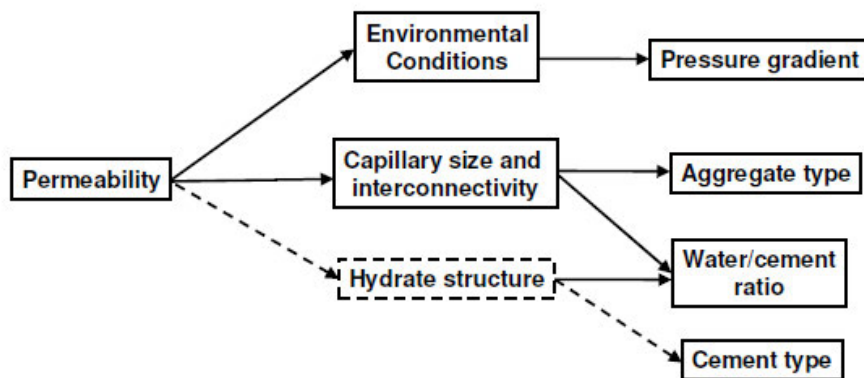 Environmental
Conditions
Pressure gradient
Permeability
Capillary size and
interconnectivity
Aggregate type
Hydrate structure
Water/cement
ratio
Cement type